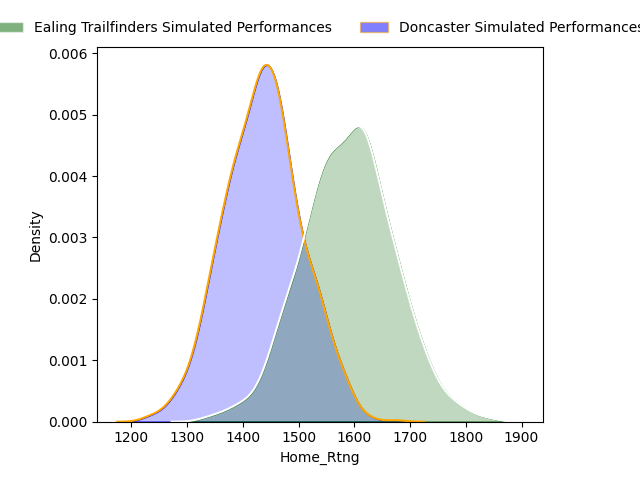 Ealing Trailfinders Simulated Performances
Doncaster Simulated Performances
0.006
0.005
0.004
0.003
0.002
0.001
0.000
Density
1200 1300 1400 1500 1600 1700 1800 1900
Home_Rtng